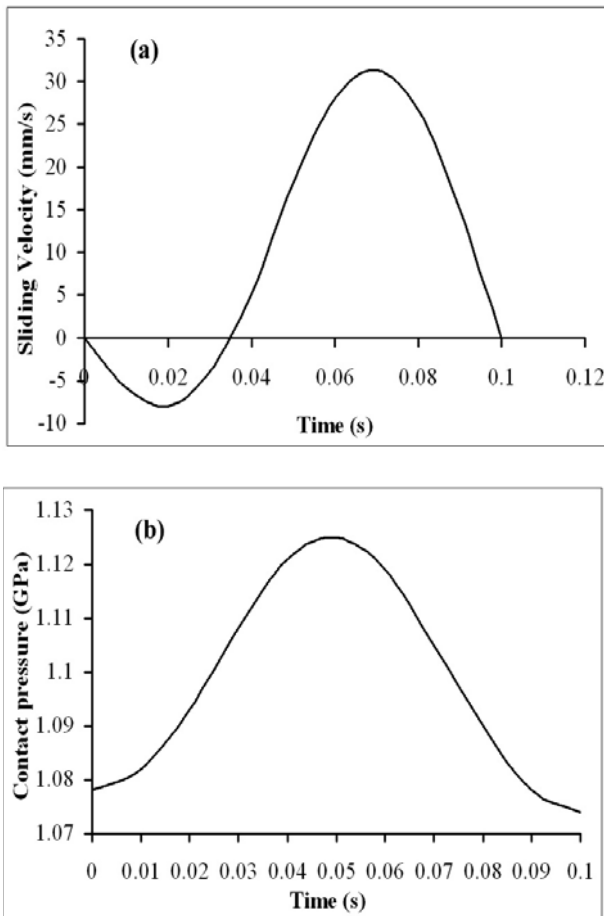 (a)
Sliding Velocity (mm/s)
35
30
25
20
15
10
5
0
-5
-10
0 0.02 0.04 0.06 0.08 0.1 0.12
Time (s)
(b)
Contact pressure (GPa)
1.13
1.12
1.11
1.1
1.09
1.08
1.07
0 0.01 0.02 0.03 0.04 0.05 0.06 0.07 0.08 0.09 0.1
Time (s)